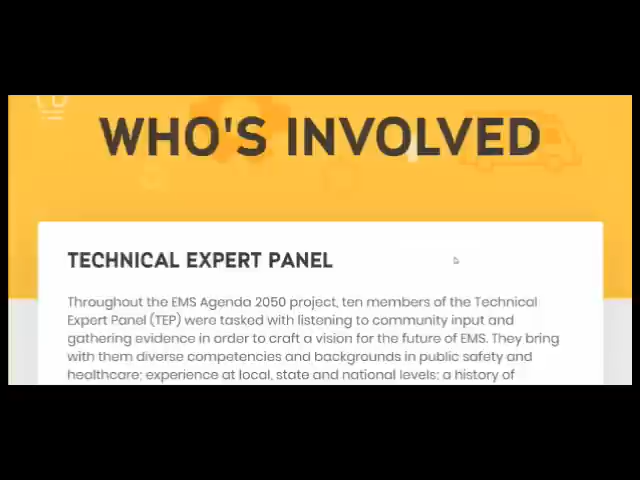 WHO'S INVOLVED
TECHNICAL EXPERT PANEL
Throughout the EMS Agenda 2050 project, ten members of the Technical
Expert Panel (TEP) were tasked with listening to community input and
gathering evidence in order to craft a vision for the future of EMS. They bring
with them diverse competencies and backgrounds in public safety and
healthcare; experience at local, state and national levels; a history of